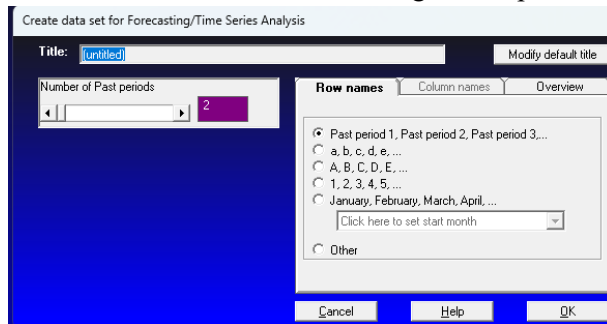 Create data set for Forecasting/Time Series Analysis
Title: (untitled)
Modify default title
Number of Past periods
2
Row names
Column names
Overview
Past period 1, Past period 2, Past period 3,...
a, b, c, d, e, ...
A, B, C, D, E, ...
1, 2, 3, 4, 5, ...
January, February, March, April, ...
Click here to set start month
Other
Cancel
Help
OK